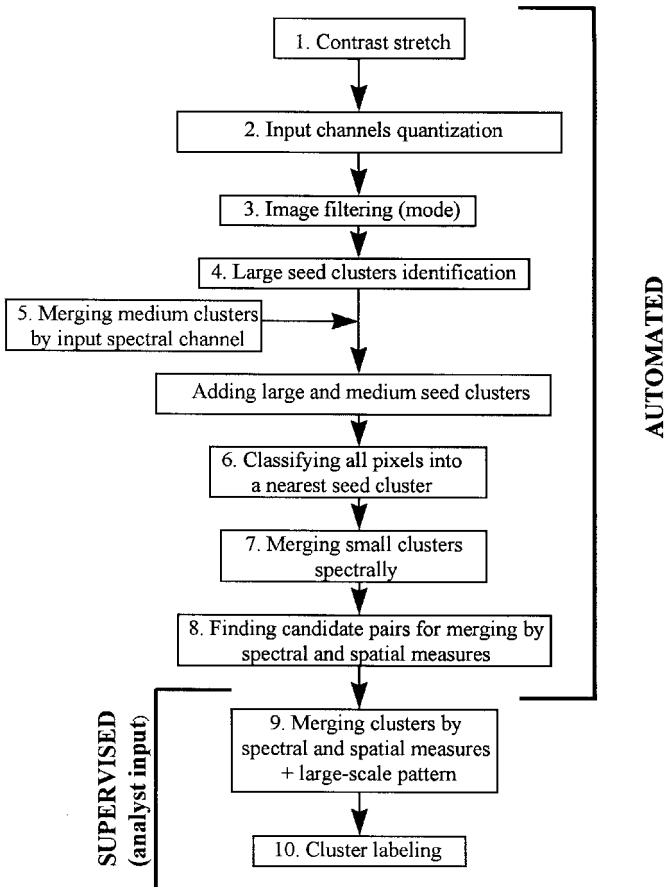 1. Contrast stretch
2. Input channels quantization
3. Image filtering (mode)
4. Large seed clusters identification
5. Merging medium clusters
by input spectral channel
Adding large and medium seed clusters
6. Classifying all pixels into
a nearest seed cluster
7. Merging small clusters
spectrally
8. Finding candidate pairs for merging by
spectral and spatial measures
9. Merging clusters by
spectral and spatial measures
+ large-scale pattern
10. Cluster labeling
AUTOMATED
SUPERVISED
(analyst input)